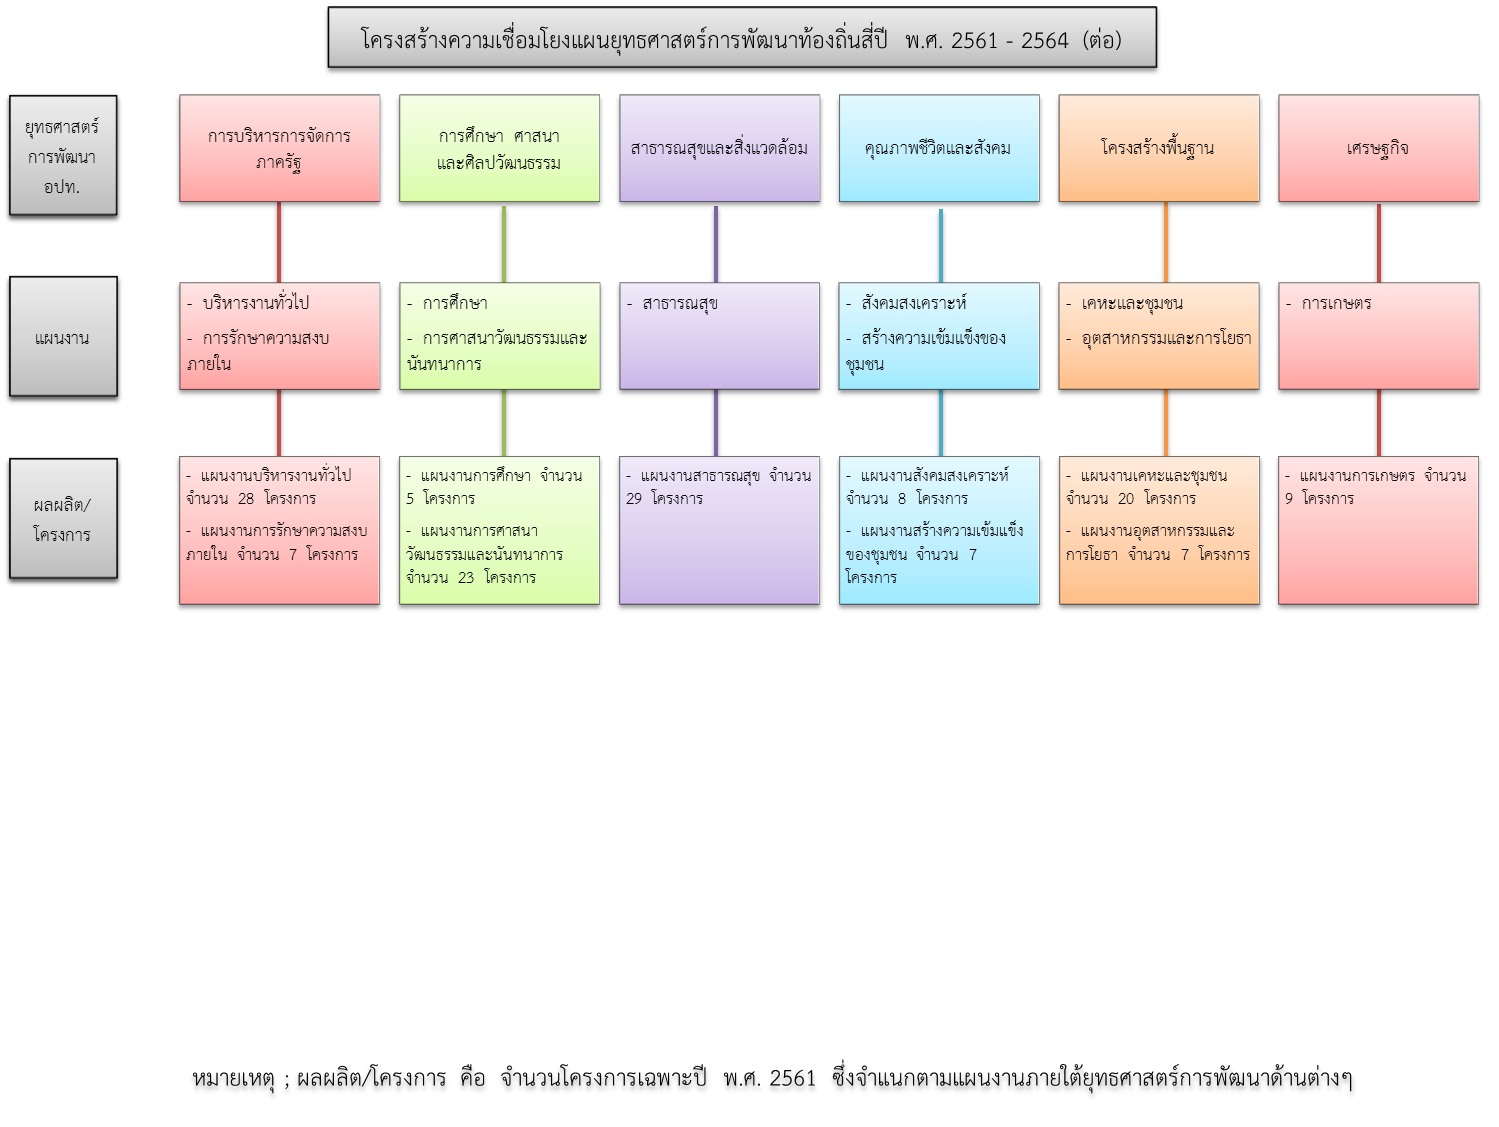 โครงสร้างความเชื่อมโยงแผนยุทธศาสตร์การพัฒนาท้องถิ่นสี่ปี พ.ศ. 2561 - 2564 (ต่อ)
ยุทธศาสตร์
การพัฒนา
อปท.
การบริหารการจัดการ
ภาครัฐ
การศึกษา ศาสนา
และศิลปวัฒนธรรม
สาธารณสุขและสิ่งแวดล้อม
คุณภาพชีวิตและสังคม
โครงสร้างพื้นฐาน
เศรษฐกิจ
แผนงาน
- บริหารงานทั่วไป
- การรักษาความสงบ
ภายใน
- การศึกษา
- การศาสนาวัฒนธรรมและ
นันทนาการ
- สาธารณสุข
- สังคมสงเคราะห์
- สร้างความเข้มแข็งของ
ชุมชน
- เคหะและชุมชน
- อุตสาหกรรมและการโยธา
- การเกษตร
ผลผลิต/
โครงการ
- แผนงานบริหารงานทั่วไป
จำนวน 28 โครงการ
- แผนงานการรักษาความสงบ
ภายใน จำนวน 7 โครงการ
- แผนงานการศึกษา จำนวน
5 โครงการ
- แผนงานการศาสนา
วัฒนธรรมและนันทนาการ
จำนวน 23 โครงการ
- แผนงานสาธารณสุข จำนวน
29 โครงการ
- แผนงานสังคมสงเคราะห์
จำนวน 8 โครงการ
- แผนงานสร้างความเข้มแข็ง
ของชุมชน จำนวน 7
โครงการ
- แผนงานเคหะและชุมชน
จำนวน 20 โครงการ
- แผนงานอุตสาหกรรมและ
การโยธา จำนวน 7 โครงการ
- แผนงานการเกษตร จำนวน
9 โครงการ
หมายเหตุ ; ผลผลิต/โครงการ คือ จำนวนโครงการเฉพาะปี พ.ศ. 2561 ซึ่งจำแนกตามแผนงานภายใต้ยุทธศาสตร์การพัฒนาด้านต่างๆ